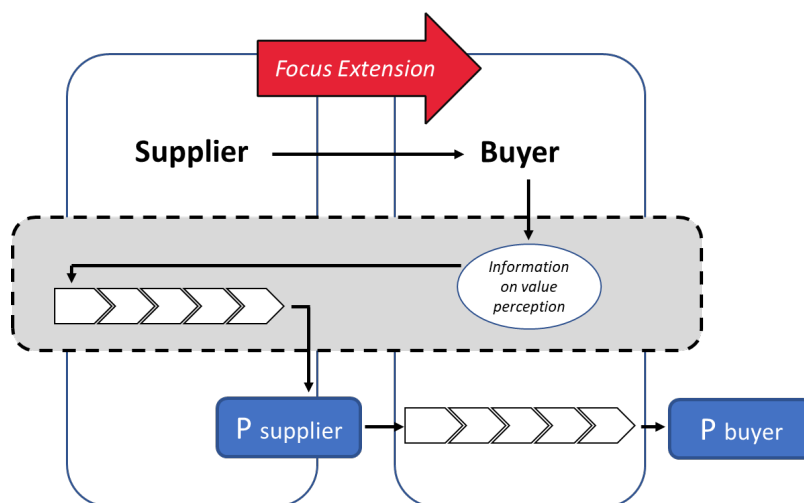 Focus Extension
Supplier
Buyer
Information
on value
perception
P supplier
P buyer